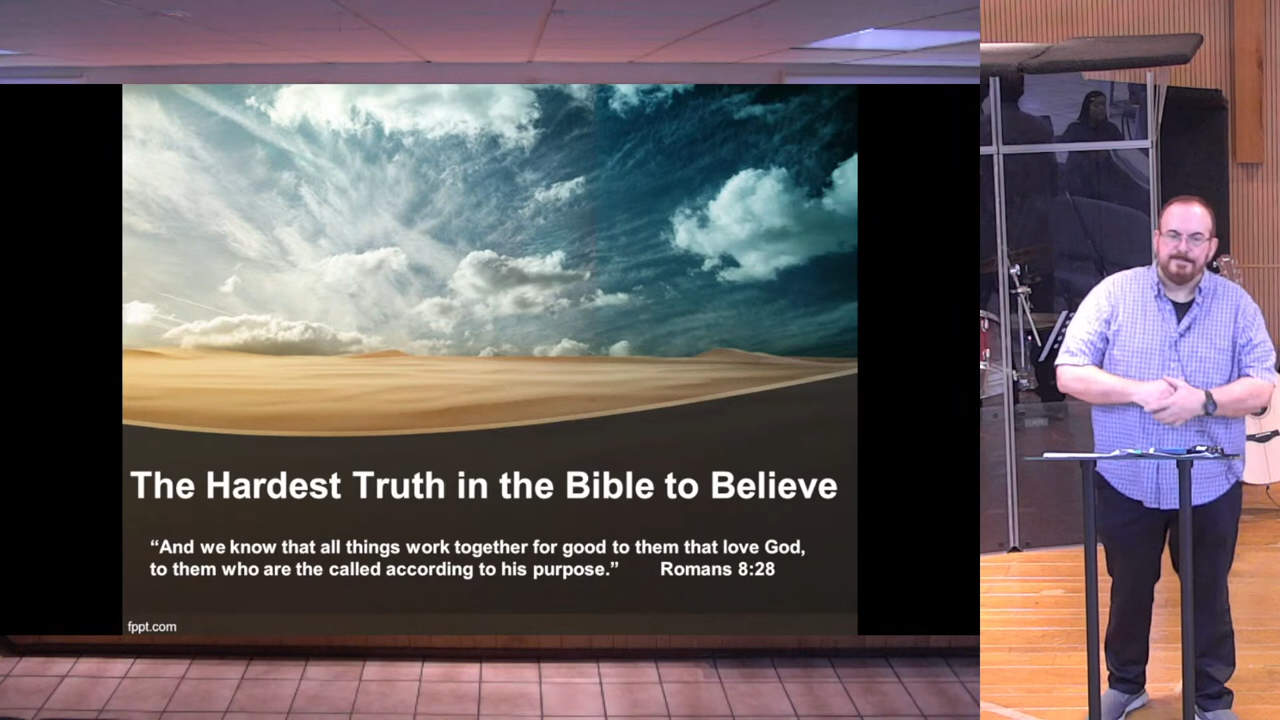 The Hardest Truth in the Bible to Believe
“And we know that all things work together for good to them that love God,
to them who are the called according to his purpose.” Romans 8:28
fppt.com